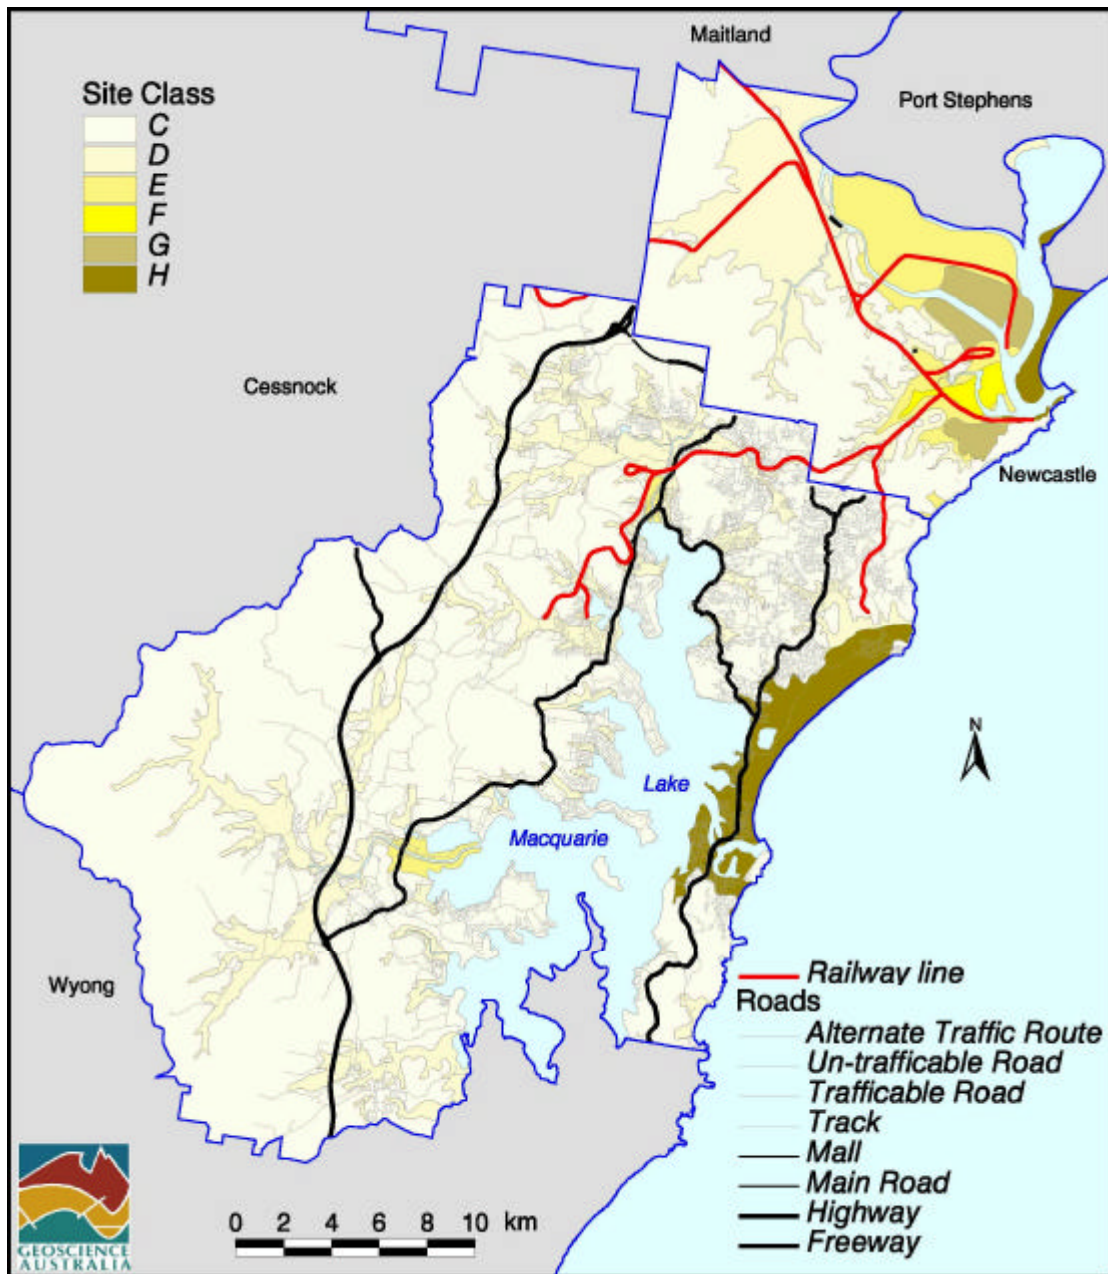 Maitland
Port Stephens
Site Class
C
D
E
F
G
H
Cessnock
Newcastle
N
Lake
Macquarie
Wyong
Railway line
Roads
Alternate Traffic Route
Un-trafficable Road
Trafficable Road
Track
Mall
Main Road
Highway
Freeway
0 2 4 6 8 10 km
GEOSCIENCE
AUSTRALIA